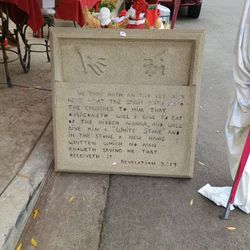 HE THAT HATH AN EAR LET HIM
HEAR WHAT THE SPIRIT SAITH UNTO
THE CHURCHES TO HIM THAT
OVERCOMETH WILL I GIVE TO EAT
OF THE HIDDEN MANNA, AND WILL
GIVE HIM A WHITE STONE AND
IN THE STONE A NEW NAME
WRITTEN WHICH NO MAN
KNOWETH SAVING HE THAT
RECEIVETH IT
REVELATION